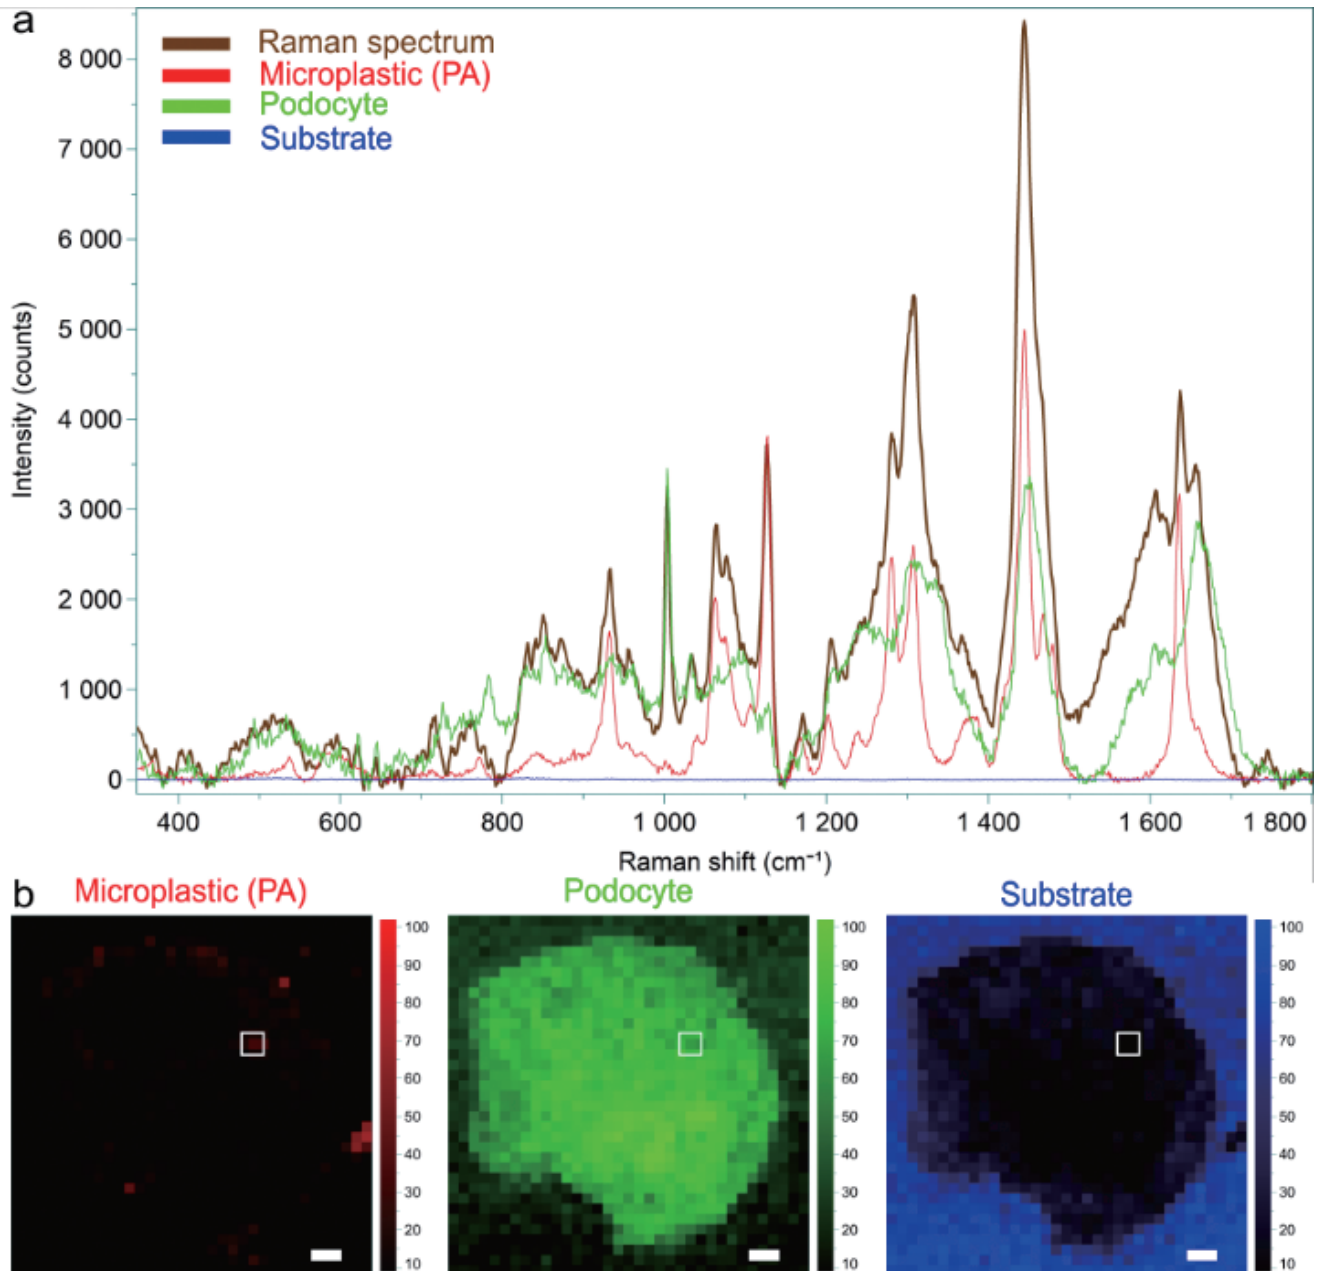 a
Raman spectrum
Microplastic (PA)
Podocyte
Substrate
8 000
7 000
6 000
5 000
4 000
3 000
2 000
1 000
0
Intensity (counts)
400 600 800 1 000 1 200 1 400 1 600 1 800
Raman shift (cm⁻¹)
b
Microplastic (PA) Podocyte Substrate
100 100 100
90 90 90
80 80 80
70 70 70
60 60 60
50 50 50
40 40 40
30 30 30
20 20 20
10 10 10